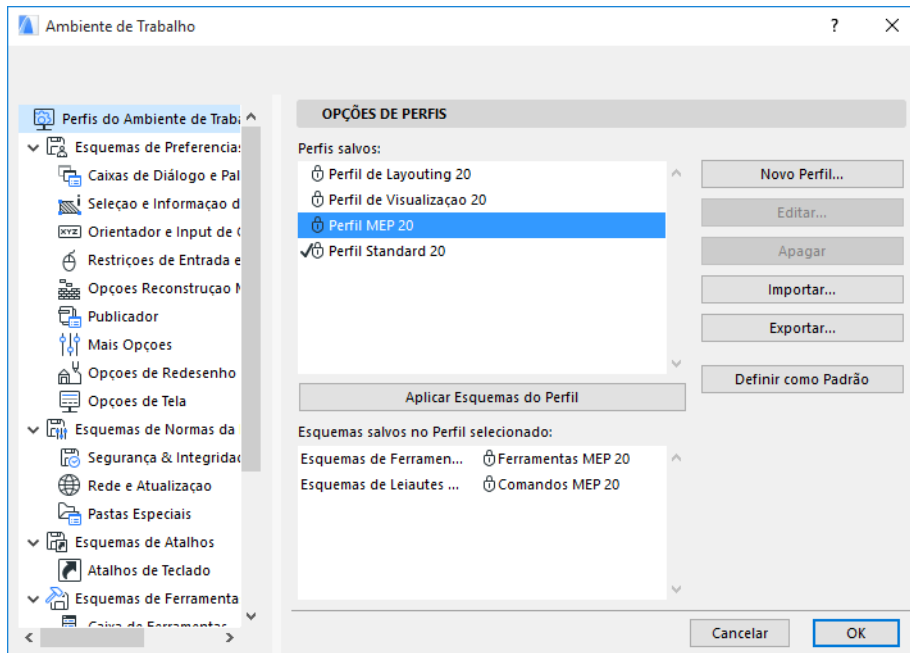 Ambiente de Trabalho
?
Perfis do Ambiente de Traba
Esquemas de Preferencia
Caixas de Diálogo e Pal
Seleçao e Informaçao d
XYZ Orientador e Input de
Restriçoes de Entrada e
Opçoes Reconstruçao
Publicador
Mais Opçoes
Opçoes de Redesenho
Opçoes de Tela
Esquemas de Normas da
Segurança & Integridad
Rede e Atualizaçao
Pastas Especiais
Esquemas de Atalhos
Atalhos de Teclado
Esquemas de Ferramenta
Caixa de Ferramentas
OPÇÕES DE PERFIS
Perfis salvos:
Perfil de Layouting 20
Perfil de Visualizaçao 20
Perfil MEP 20
Perfil Standard 20
Novo Perfil...
Editar...
Apagar
Importar...
Exportar...
Definir como Padrão
Aplicar Esquemas do Perfil
Esquemas salvos no Perfil selecionado:
Esquemas de Ferramen... Ferramentas MEP 20
Esquemas de Leiautes ... Comandos MEP 20
Cancelar
OK